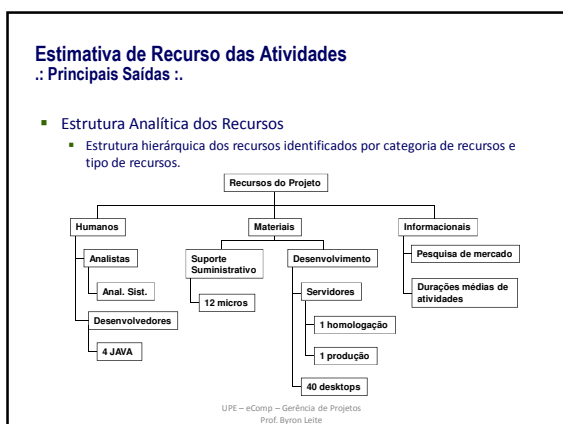 Estimativa de Recurso das Atividades
.: Principais Saídas :.
Estrutura Analítica dos Recursos
Estrutura hierárquica dos recursos identificados por categoria de recursos e
tipo de recursos.
Recursos do Projeto
Humanos
Analistas
Anal. Sist.
Desenvolvedores
4 JAVA
Materiais
Suporte
Suministrativo
12 micros
Desenvolvimento
Servidores
1 homologação
1 produção
40 desktops
Informacionais
Pesquisa de mercado
Durações médias de
atividades
UPE – eComp – Gerência de Projetos
Prof. Byron Leite